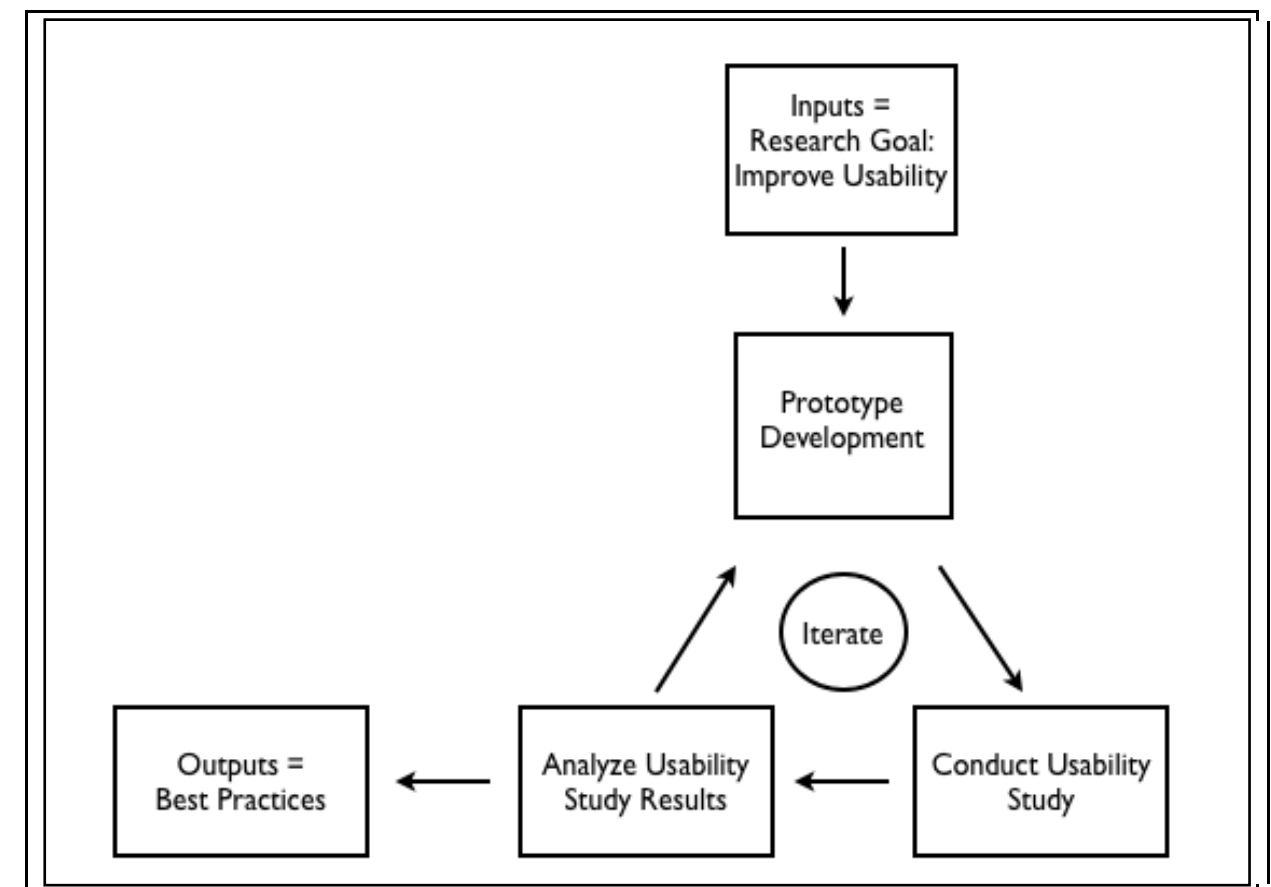 Inputs =
Research Goal:
Improve Usability
Prototype
Development
Iterate
Outputs =
Best Practices
Analyze Usability
Study Results
Conduct Usability
Study